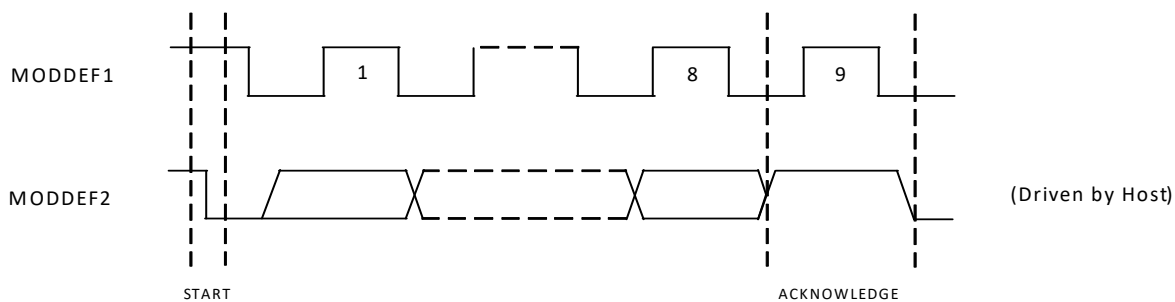 MODDEF1
1
8
9
MODDEF2
(Driven by Host)
START
ACKNOWLEDGE